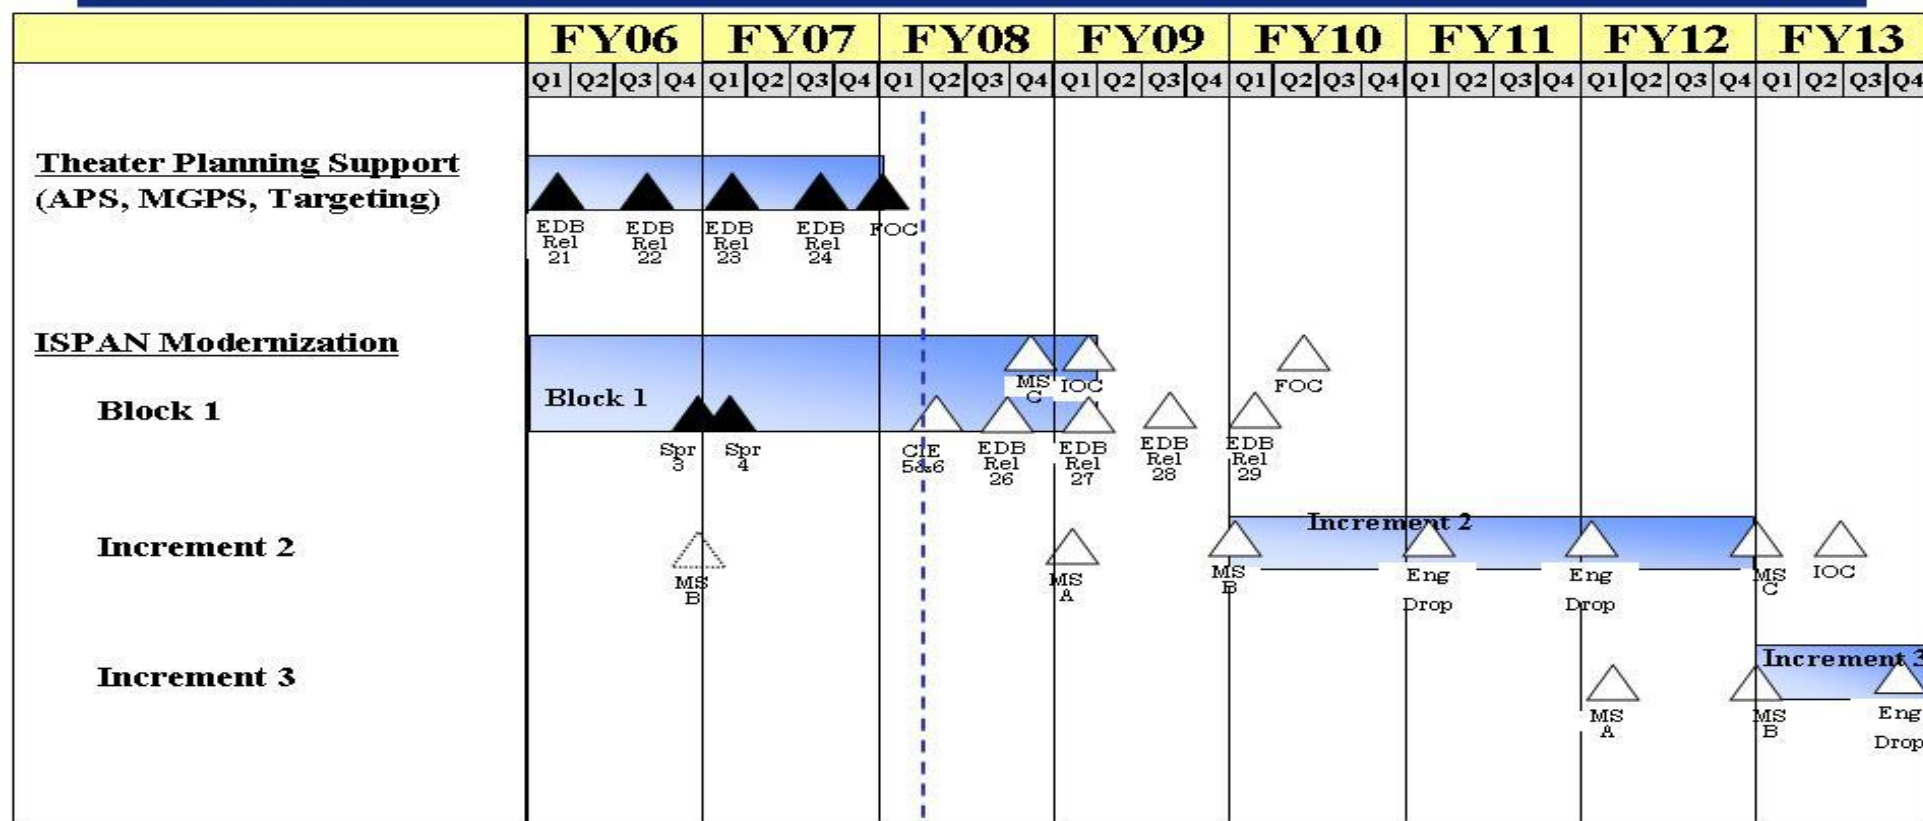 FY06 FY07 FY08 FY09 FY10 FY11 FY12 FY13
Q1 Q2 Q3 Q4 Q1 Q2 Q3 Q4 Q1 Q2 Q3 Q4 Q1 Q2 Q3 Q4 Q1 Q2 Q3 Q4 Q1 Q2 Q3 Q4 Q1 Q2 Q3 Q4 Q1 Q2 Q3 Q4
Theater Planning Support
(APS, MGPS, Targeting)
EDB EDB EDB EDB FOC
Rel Rel Rel Rel
21 22 23 24
ISPAN Modernization
MS IOC FOC
C
Block 1
Block 1
Spr Spr CIE EDB EDB EDB EDB
3 4 5&6 Rel Rel Rel Rel
26 27 28 29
Increment 2
Increment 2
MS MS MS Eng Eng MS IOC
B A B Drop Drop C
Increment 3
Increment 3
MS MS Eng
A B Drop